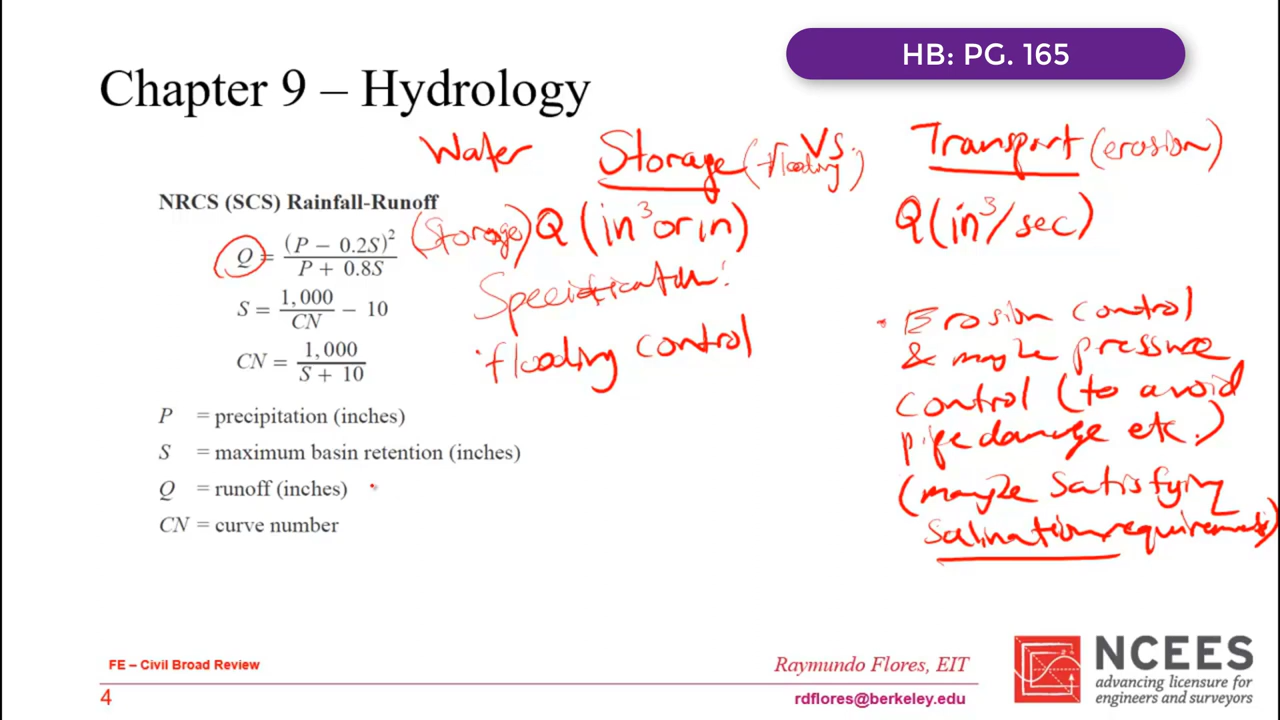 HB: PG. 165
Chapter 9 – Hydrology
Water Storage (flooding) VS. Transport (erosion)
NRCS (SCS) Rainfall-Runoff
Q = (P − 0.2S)² / P + 0.8S
(Storage) Q (in³ or in)
Q (in³/sec)
S = 1,000 / CN − 10
CN = 1,000 / S + 10
Specification:
· flooding control
· Erosion control
& maybe pressure
control (to avoid
pipe damage etc.)
(maybe satisfying
salination requirements)
P = precipitation (inches)
S = maximum basin retention (inches)
Q = runoff (inches)
CN = curve number
FE – Civil Broad Review
4
Raymundo Flores, EIT
rdflores@berkeley.edu
NCEES
advancing licensure for
engineers and surveyors